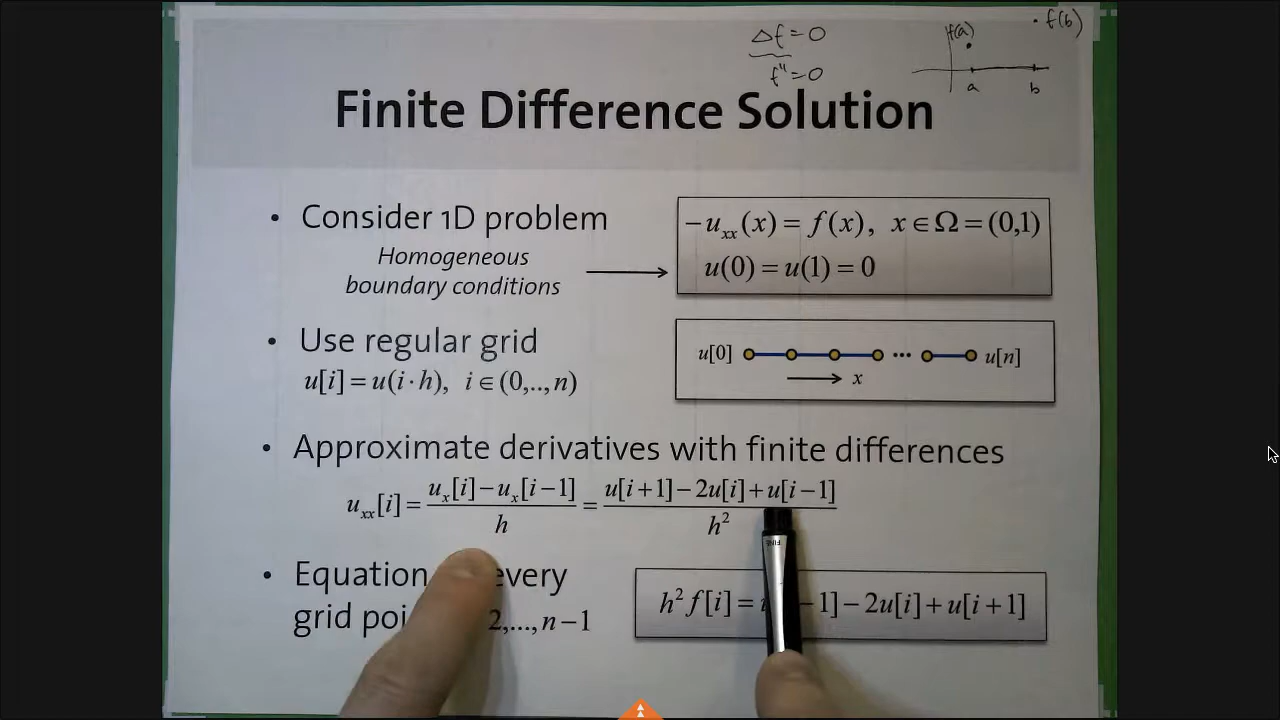 Δf = 0
f'' = 0
f(a)
f(b)
a
b
Finite Difference Solution
• Consider 1D problem
Homogeneous
boundary conditions
−u_xx(x) = f(x), x ∈ Ω = (0,1)
u(0) = u(1) = 0
• Use regular grid
u[i] = u(i·h), i ∈ (0,..,n)
u[0] ... u[n]
x
• Approximate derivatives with finite differences
u_xx[i] = (u_x[i] − u_x[i−1]) / h = (u[i+1] − 2u[i] + u[i−1]) / h²
• Equation every
grid 2,...,n−1
h² f[i] = −1] − 2u[i] + u[i+1]
FINE